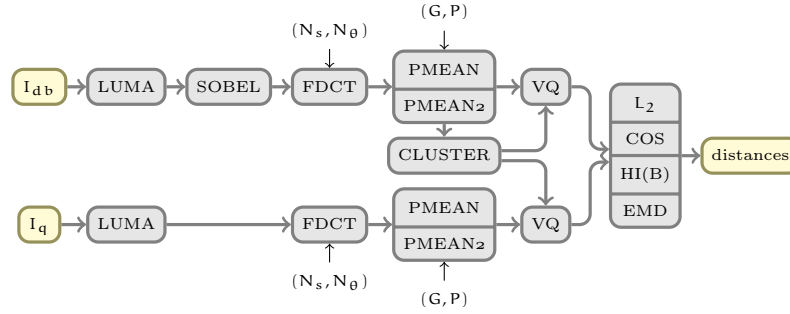 (G, P)
(N_s, N_θ)
I_db
LUMA
SOBEL
FDCT
PMEAN
PMEAN2
VQ
CLUSTER
L_2
COS
HI(B)
EMD
distances
I_q
LUMA
FDCT
PMEAN
PMEAN2
VQ
(N_s, N_θ)
(G, P)